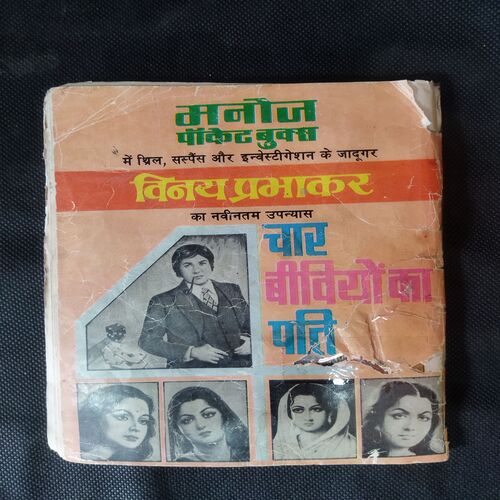 मनोज
पॉकेट बुक्स
में थ्रिल, सस्पैंस और इन्वैस्टीगेशन के जादूगर
विनय प्रभाकर
का नवीनतम उपन्यास
चार
बीवियों का
पति